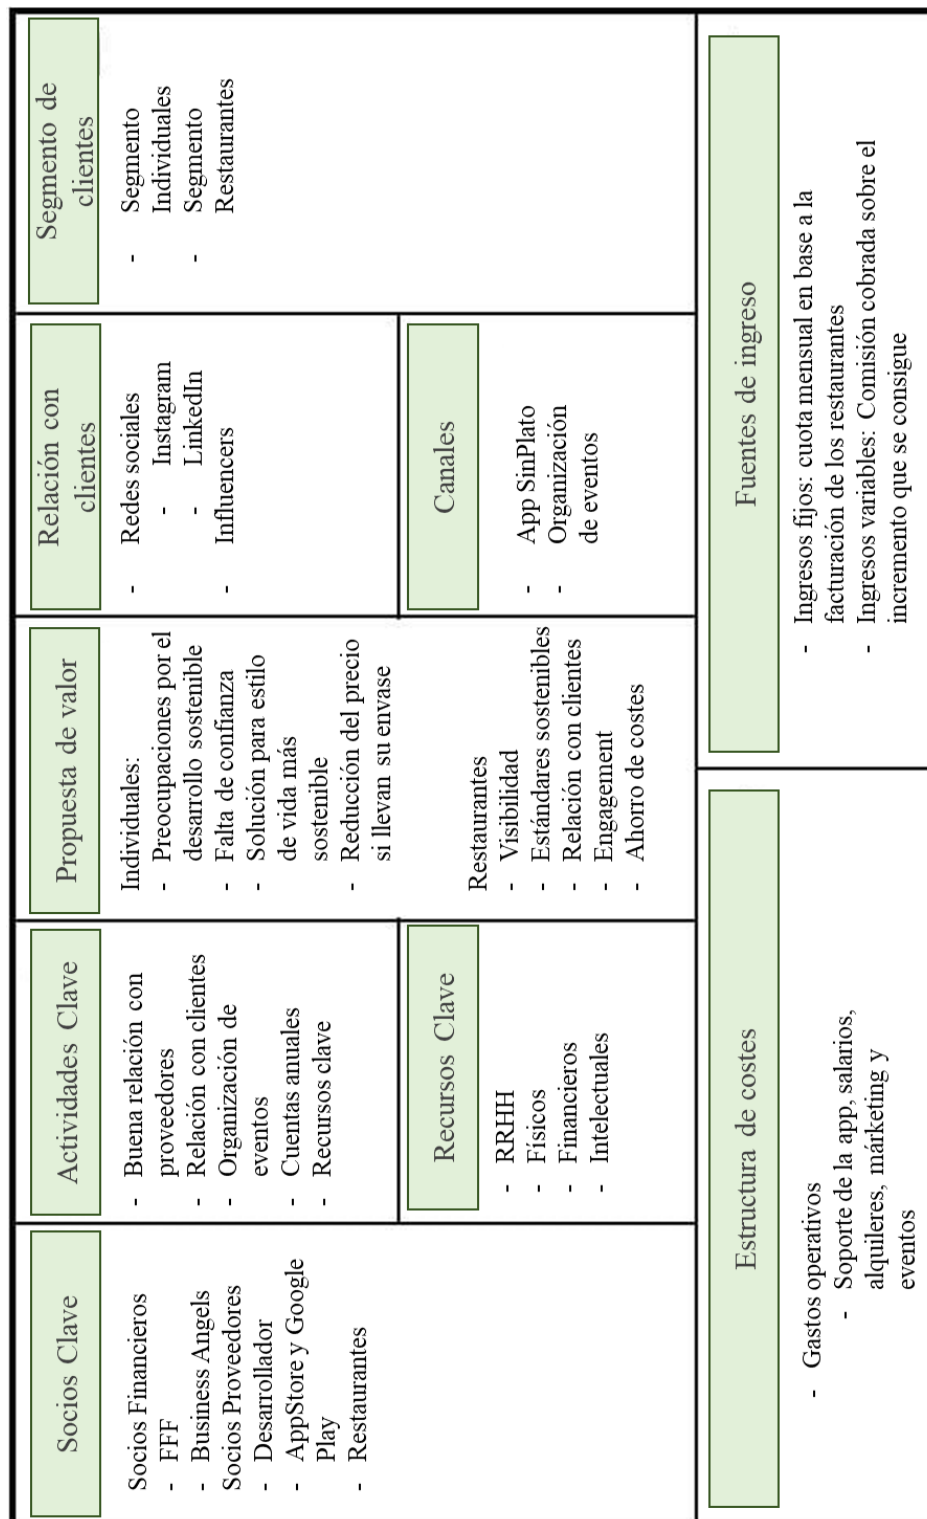 Socios Clave
Socios Financieros
- FFF
- Business Angels
Socios Proveedores
- Desarrollador
- AppStore y Google
Play
- Restaurantes
Actividades Clave
- Buena relación con
proveedores
- Relación con clientes
- Organización de
eventos
- Cuentas anuales
- Recursos clave
Recursos Clave
- RRHH
- Físicos
- Financieros
- Intelectuales
Propuesta de valor
Individuales:
- Preocupaciones por el
desarrollo sostenible
- Falta de confianza
- Solución para estilo
de vida más
sostenible
- Reducción del precio
si llevan su envase
Restaurantes
- Visibilidad
- Estándares sostenibles
- Relación con clientes
- Engagement
- Ahorro de costes
Relación con
clientes
- Redes sociales
- Instagram
- LinkedIn
- Influencers
Canales
- App SinPlato
- Organización
de eventos
Segmento de
clientes
- Segmento
Individuales
- Segmento
Restaurantes
Estructura de costes
- Gastos operativos
- Soporte de la app, salarios,
alquileres, márketing y
eventos
Fuentes de ingreso
- Ingresos fijos: cuota mensual en base a la
facturación de los restaurantes
- Ingresos variables: Comisión cobrada sobre el
incremento que se consigue